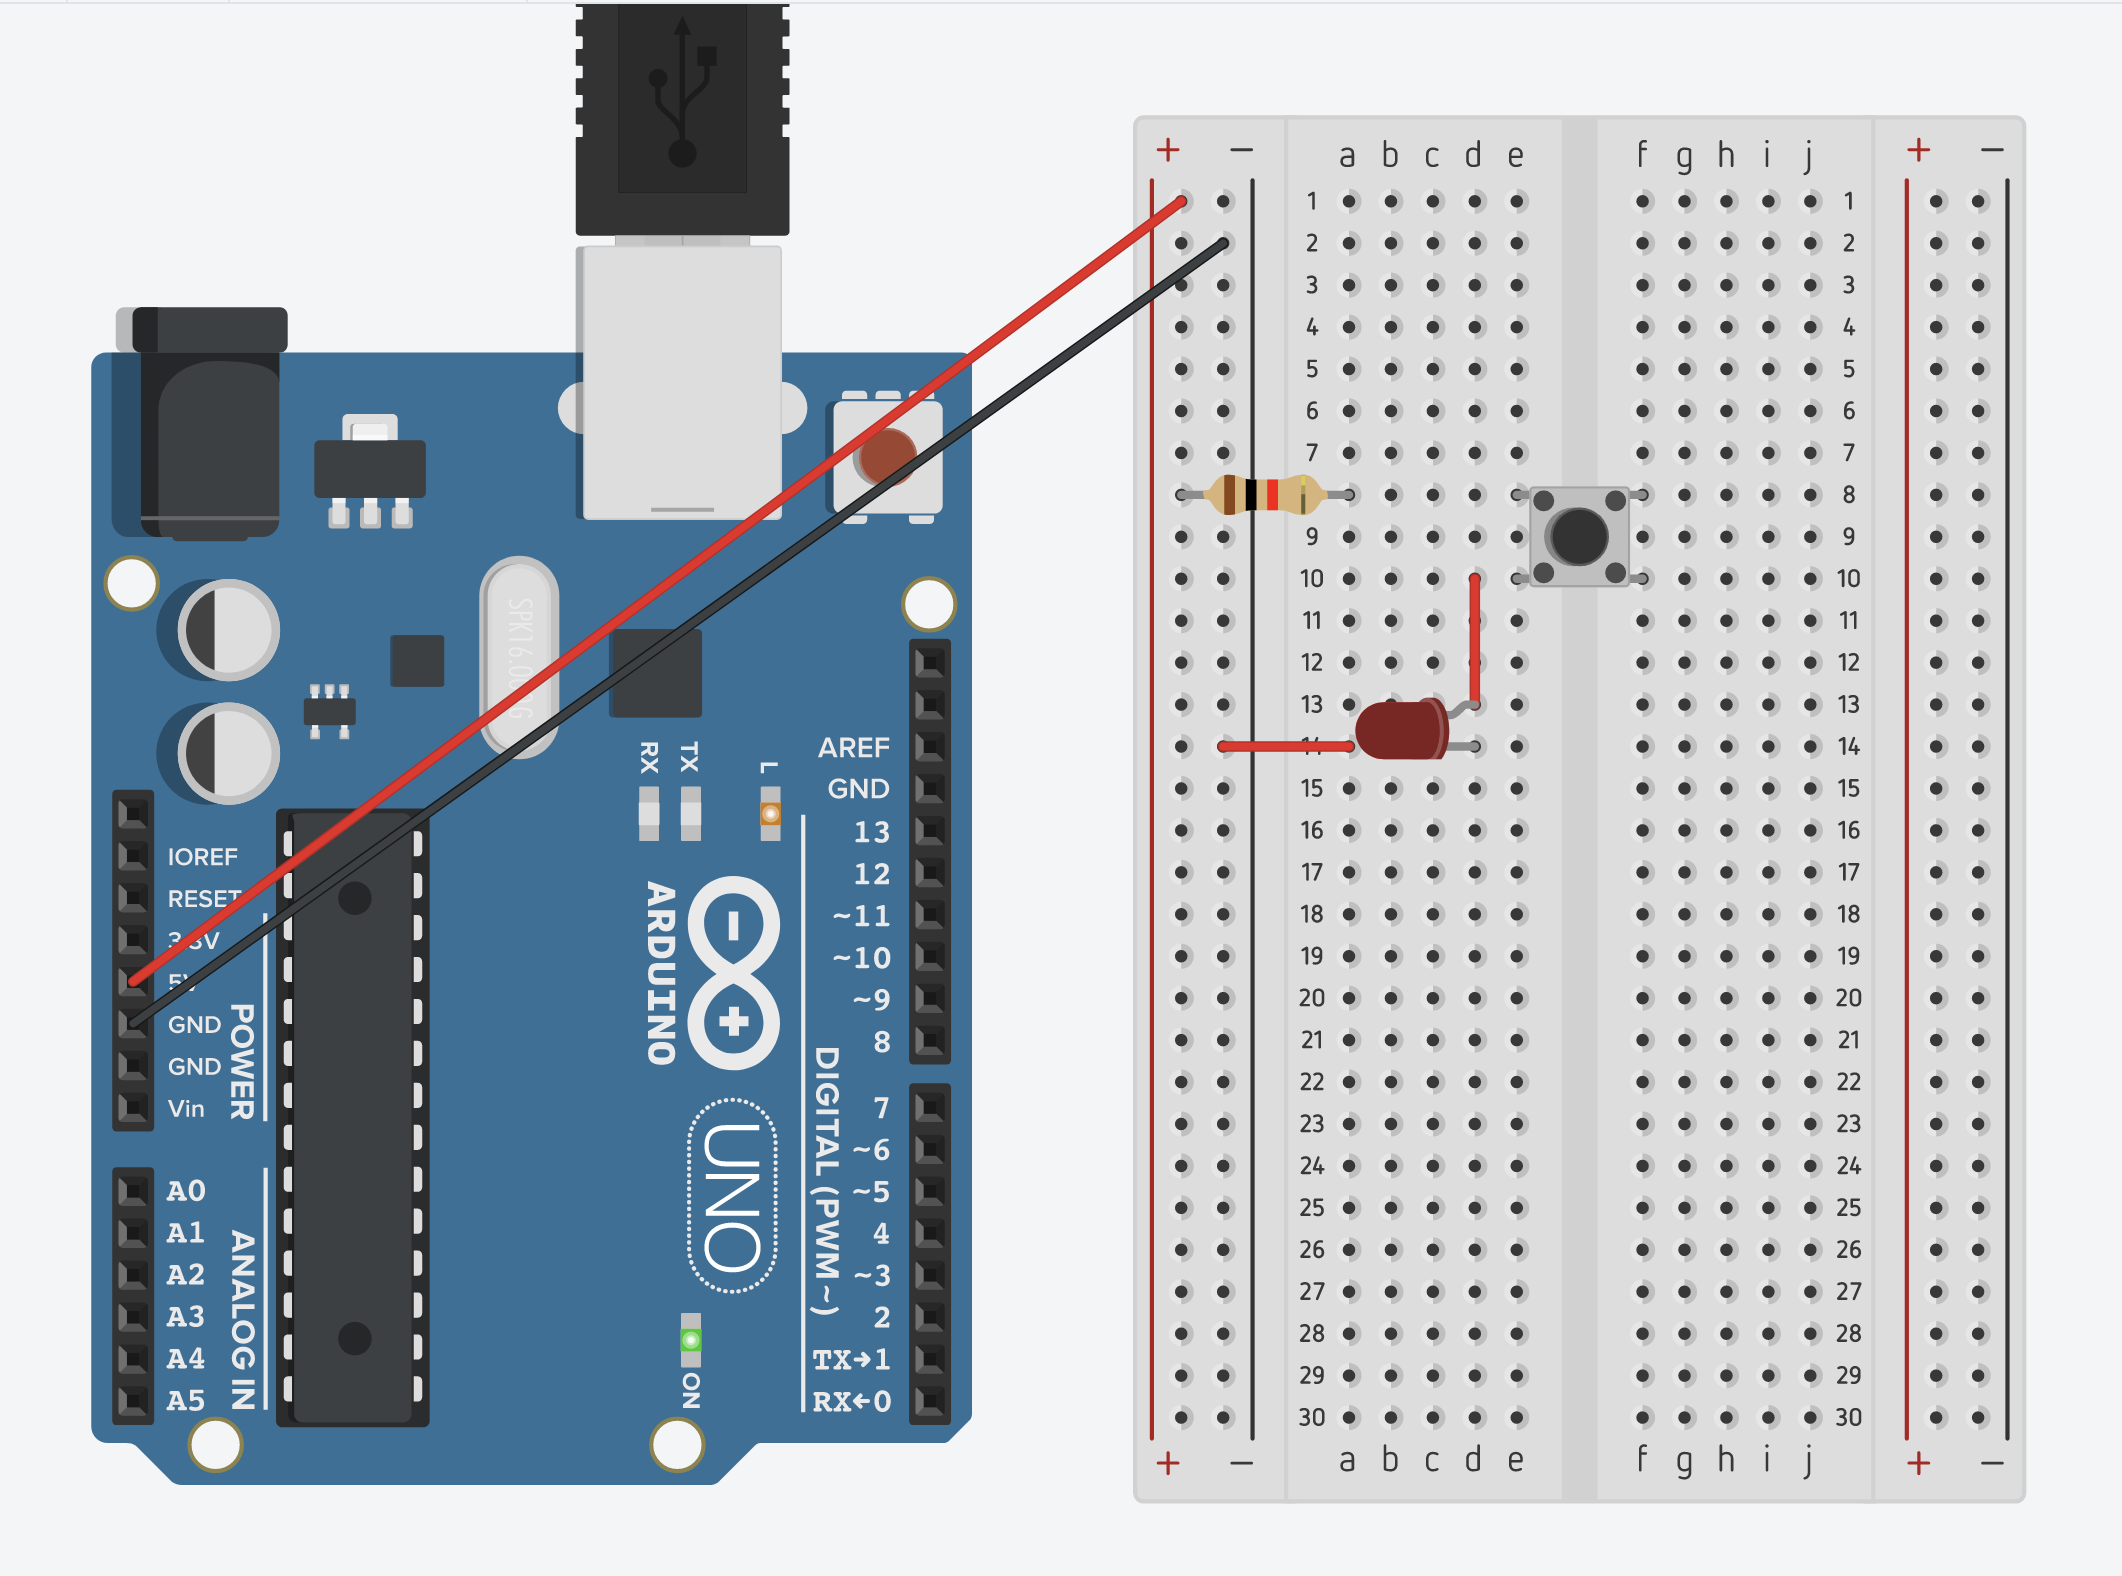 + − a b c d e f g h i j + −
1 1
2 2
3 3
4 4
5 5
6 6
7 7
8 8
9 9
10 10
11 11
12 12
13 13
14 14
15 15
16 16
17 17
18 18
19 19
20 20
21 21
22 22
23 23
24 24
25 25
26 26
27 27
28 28
29 29
30 30
+ − a b c d e f g h i j + −
RX TX L
AREF
GND
13
12
~11
~10
~9
8
7
~6
~5
4
~3
2
TX→1
RX←0
DIGITAL (PWM~)
ARDUINO
UNO
ON
IOREF
RESET
3.3V
5V
GND
GND
Vin
POWER
A0
A1
A2
A3
A4
A5
ANALOG IN